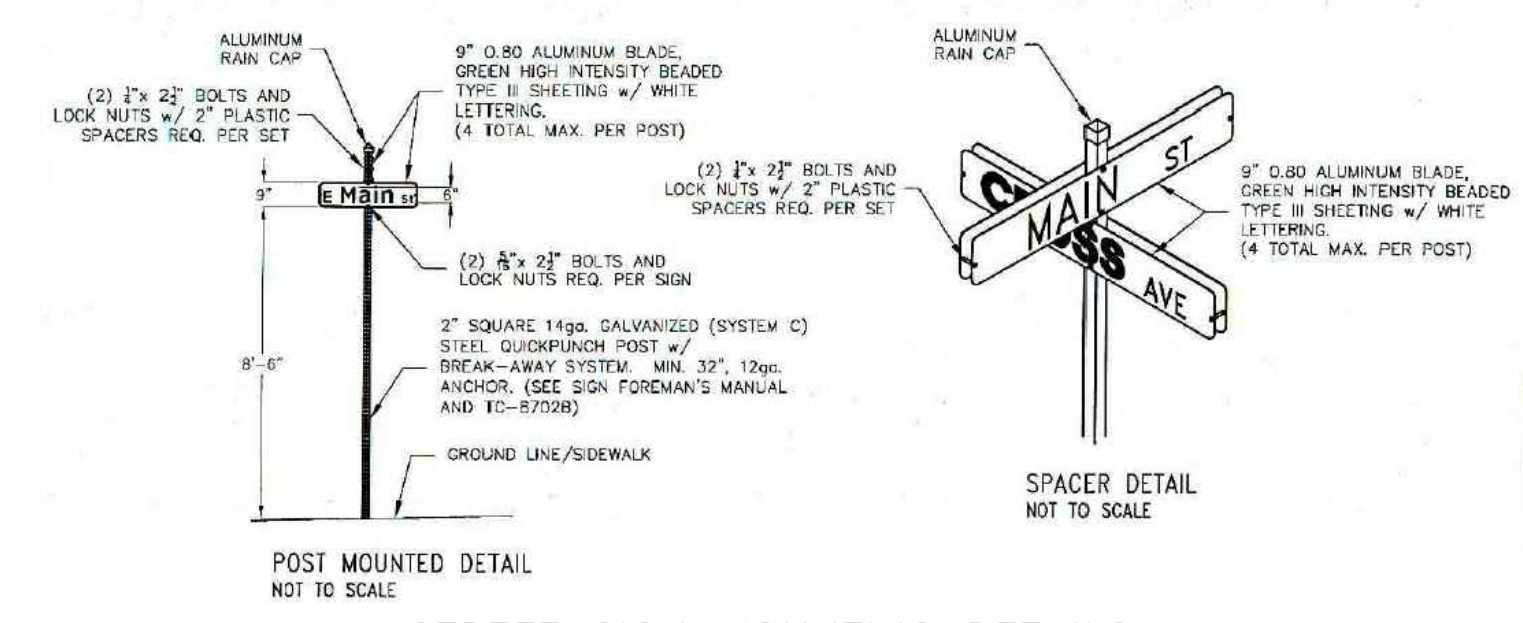 ALUMINUM
RAIN CAP
9" 0.80 ALUMINUM BLADE,
GREEN HIGH INTENSITY BEADED
TYPE III SHEETING w/ WHITE
LETTERING.
(4 TOTAL MAX. PER POST)
(2) ¼"x 2½" BOLTS AND
LOCK NUTS w/ 2" PLASTIC
SPACERS REQ. PER SET
9"
E Main St
6"
(2) 5/16"x 2½" BOLTS AND
LOCK NUTS REQ. PER SIGN
2" SQUARE 14ga. GALVANIZED (SYSTEM C)
STEEL QUICKPUNCH POST w/
BREAK-AWAY SYSTEM. MIN. 32", 12ga.
ANCHOR. (SEE SIGN FOREMAN'S MANUAL
AND TC-8702B)
8'-6"
GROUND LINE/SIDEWALK
POST MOUNTED DETAIL
NOT TO SCALE
ALUMINUM
RAIN CAP
(2) ¼"x 2½" BOLTS AND
LOCK NUTS w/ 2" PLASTIC
SPACERS REQ. PER SET
MAIN ST
AVE
9" 0.80 ALUMINUM BLADE,
GREEN HIGH INTENSITY BEADED
TYPE III SHEETING w/ WHITE
LETTERING.
(4 TOTAL MAX. PER POST)
SPACER DETAIL
NOT TO SCALE